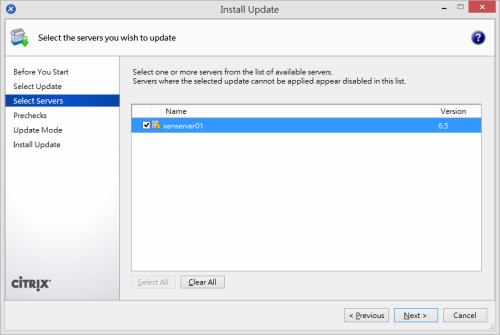 Install Update
Select the servers you wish to update
Before You Start
Select Update
Select Servers
Prechecks
Update Mode
Install Update
Select one or more servers from the list of available servers.
Servers where the selected update cannot be applied appear disabled in this list.
Name Version
xenserver01 6.5
CITRIX
Select All Clear All
< Previous Next > Cancel